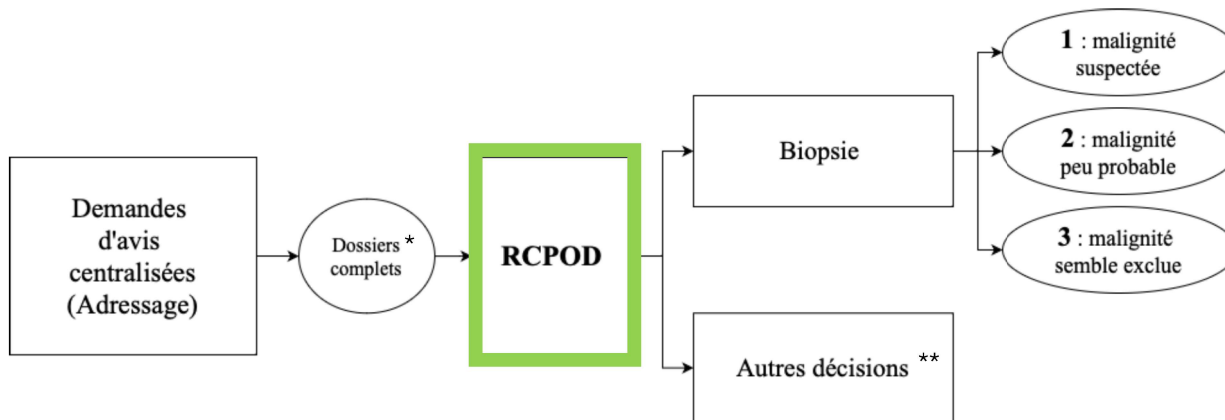 Demandes
d'avis
centralisées
(Adressage)
Dossiers *
complets
RCPOD
Biopsie
Autres décisions **
1 : malignité
suspectée
2 : malignité
peu probable
3 : malignité
semble exclue